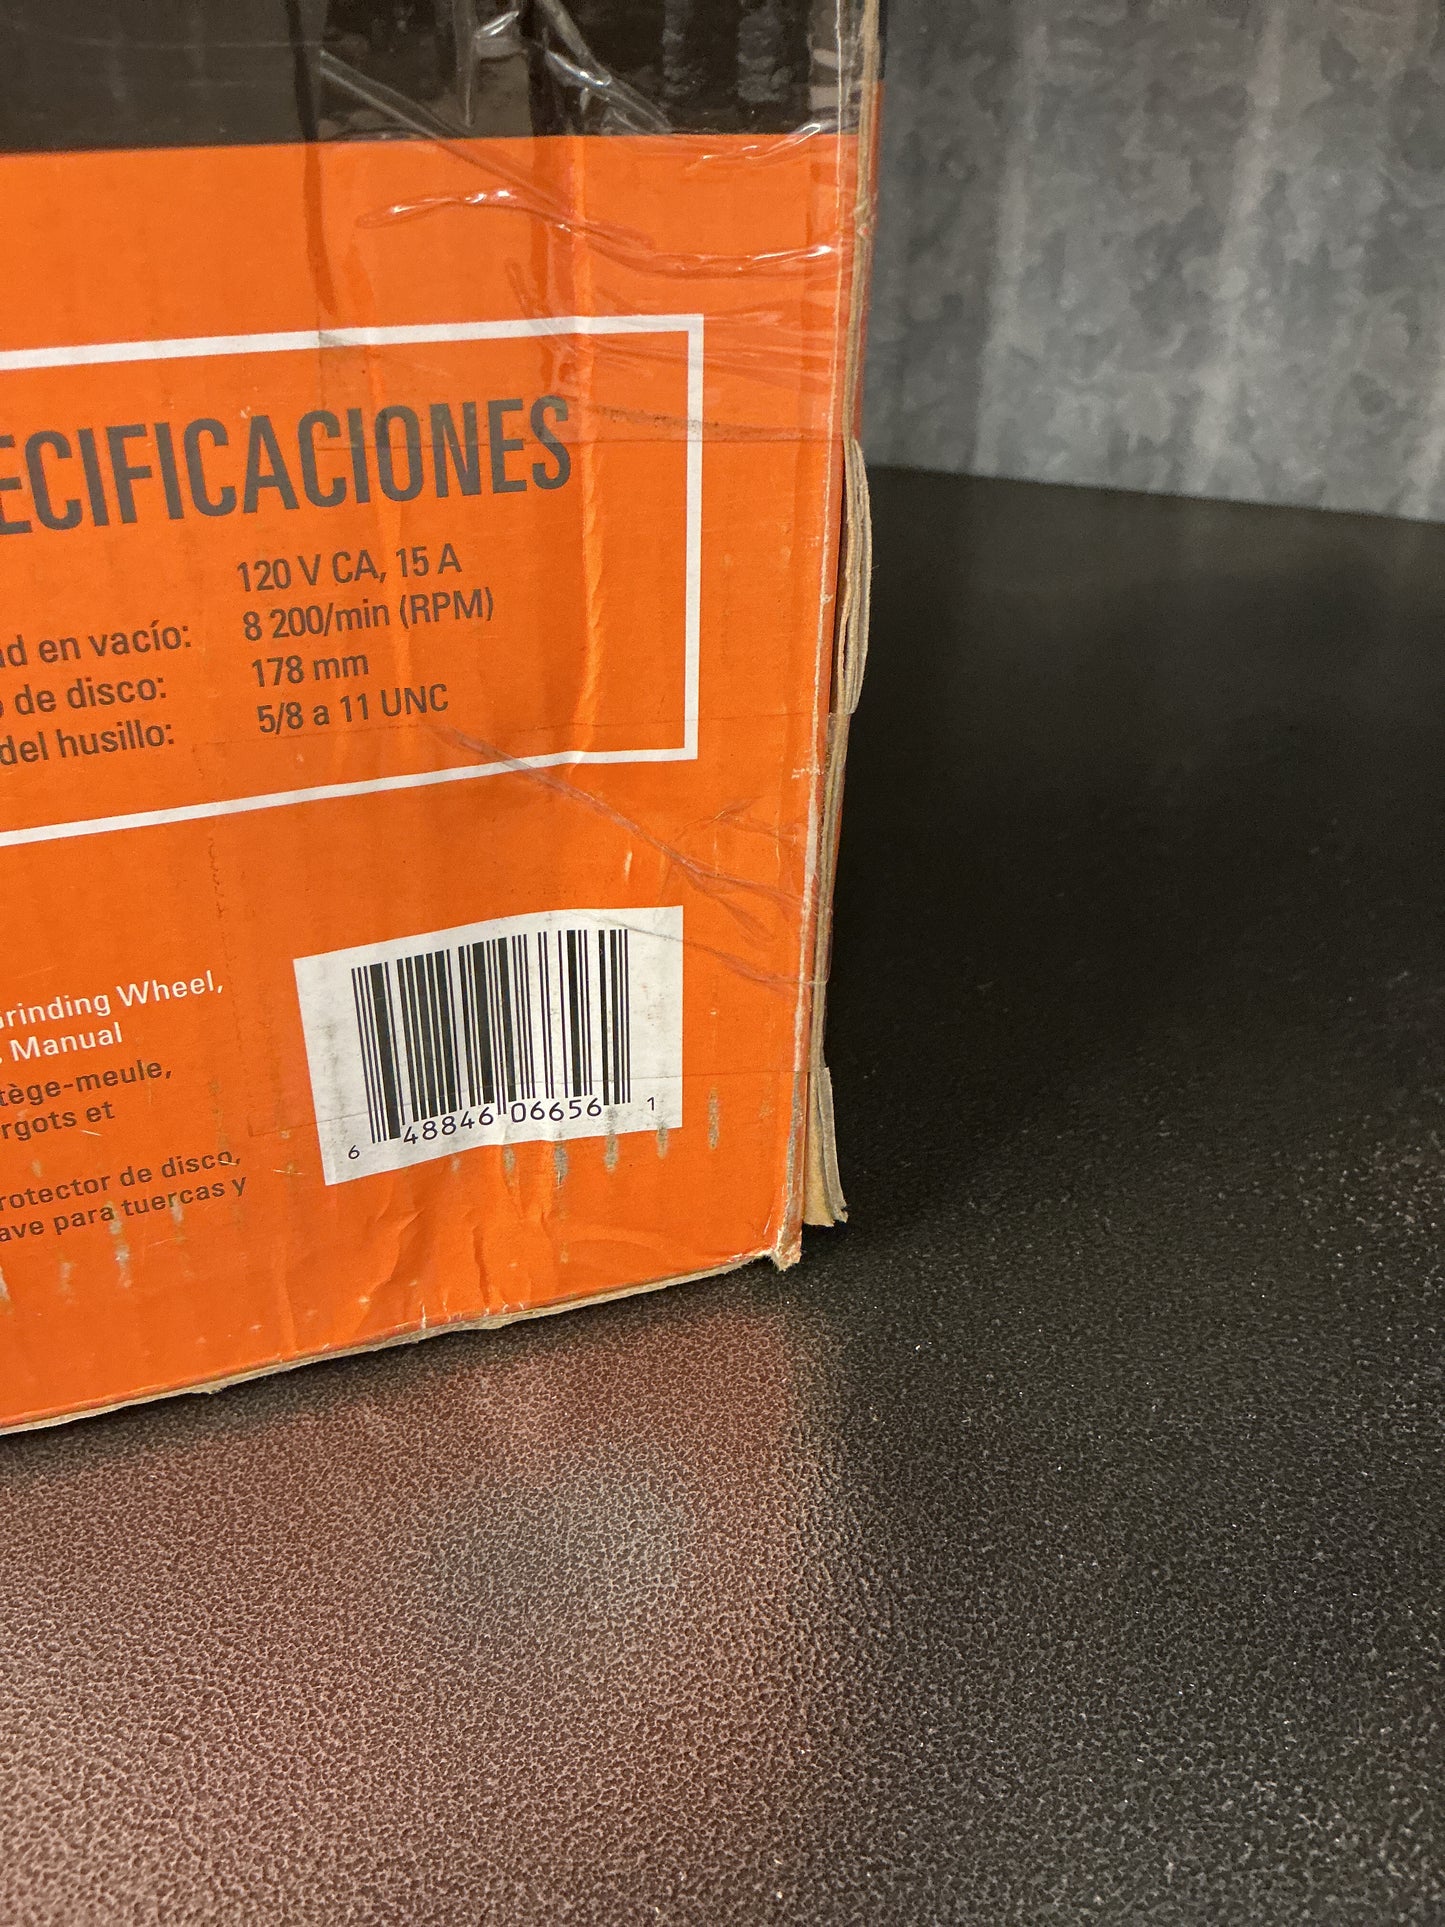 ECIFICACIONES
120 V CA, 15 A
ad en vacío: 8 200/min (RPM)
de disco: 178 mm
del husillo: 5/8 a 11 UNC
Grinding Wheel,
Manual
tège-meule,
rgots et
rotector de disco,
ave para tuercas y
6 48846 06656 1